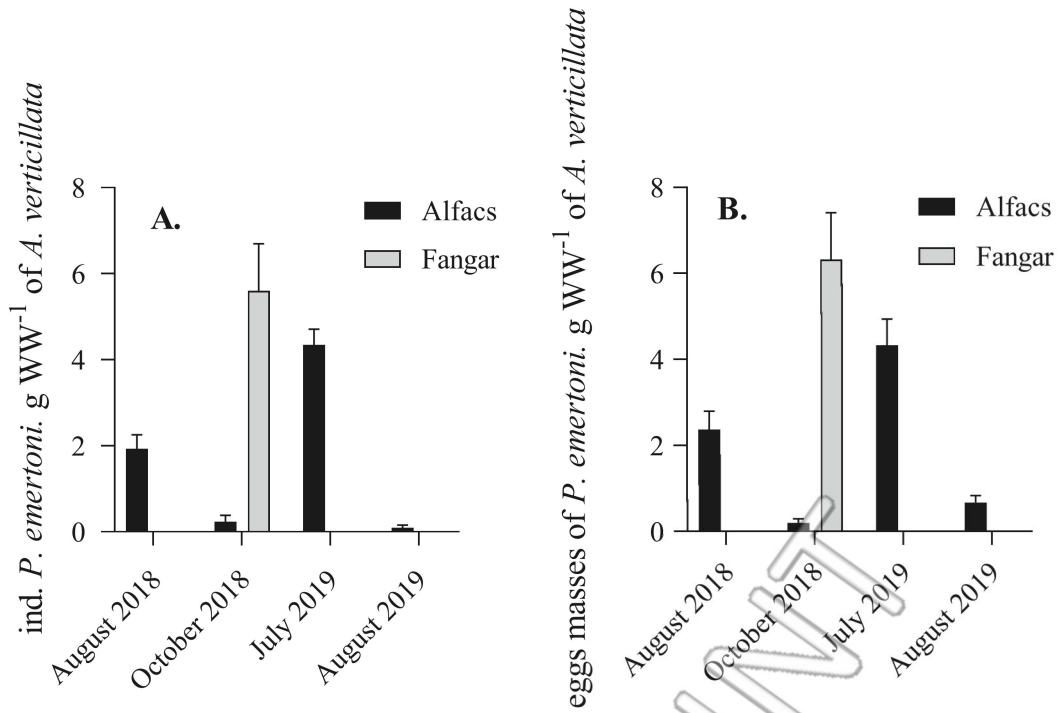 ind. P. emertoni. g WW-1 of A. verticillata
8
6
4
2
0
A.
Alfacs
Fangar
August 2018
October 2018
July 2019
August 2019
eggs masses of P. emertoni. g WW-1 of A. verticillata
8
6
4
2
0
B.
Alfacs
Fangar
August 2018
October 2018
July 2019
August 2019
INT